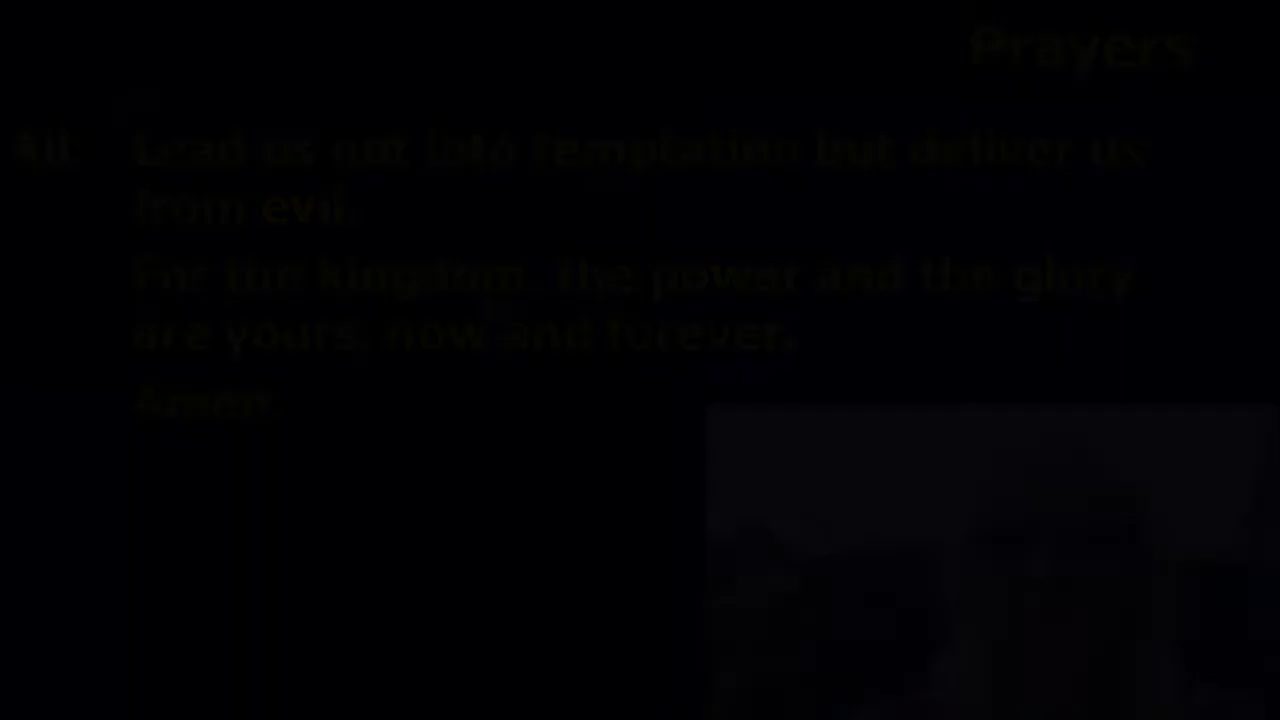 Prayers
All: Lead us not into temptation but deliver us
from evil.
For the kingdom, the power and the glory
are yours, now and forever.
Amen.